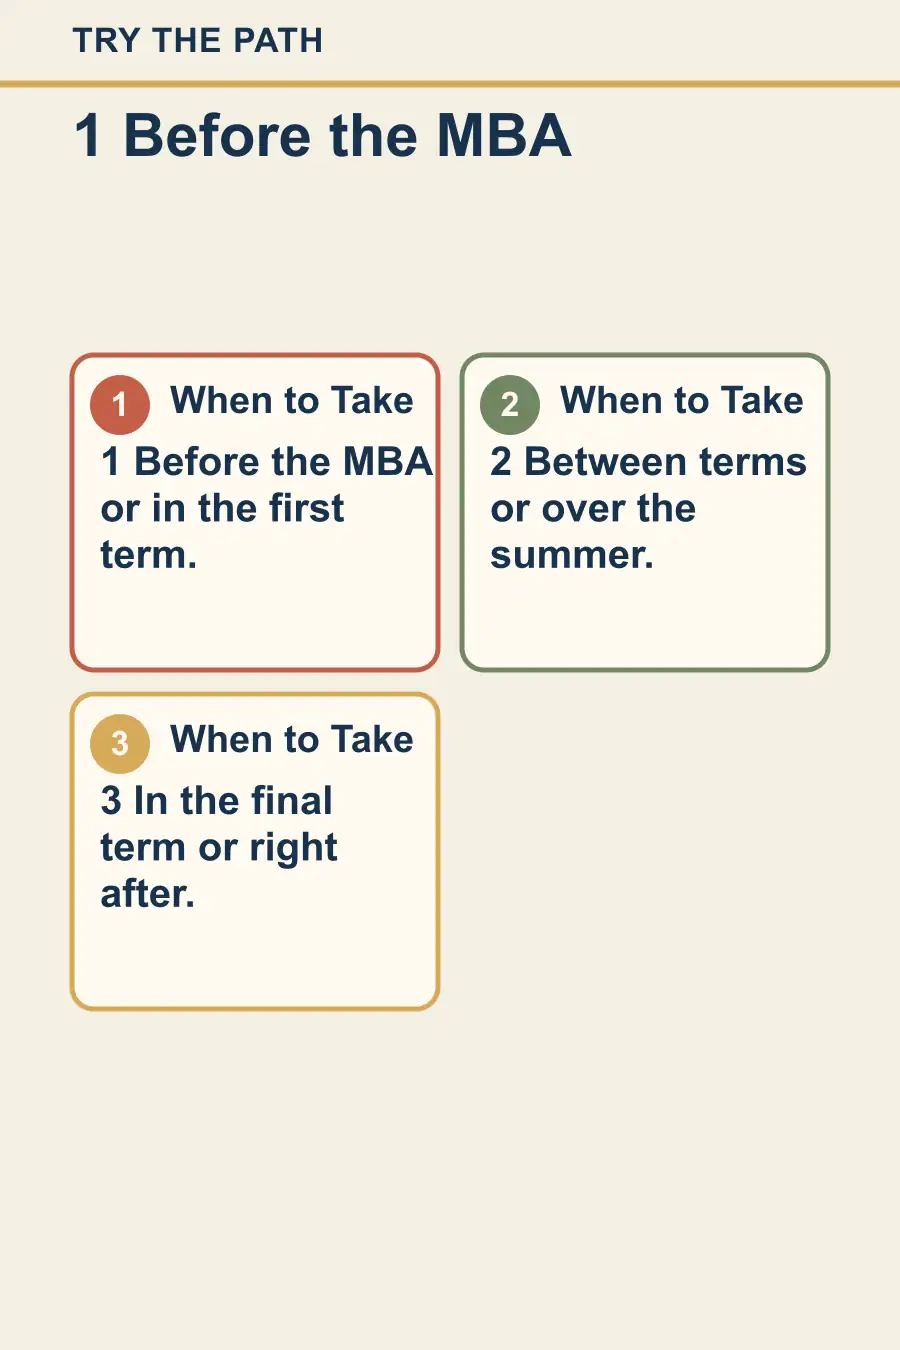 TRY THE PATH
1 Before the MBA
1 When to Take
1 Before the MBA
or in the first
term.
2 When to Take
2 Between terms
or over the
summer.
3 When to Take
3 In the final
term or right
after.